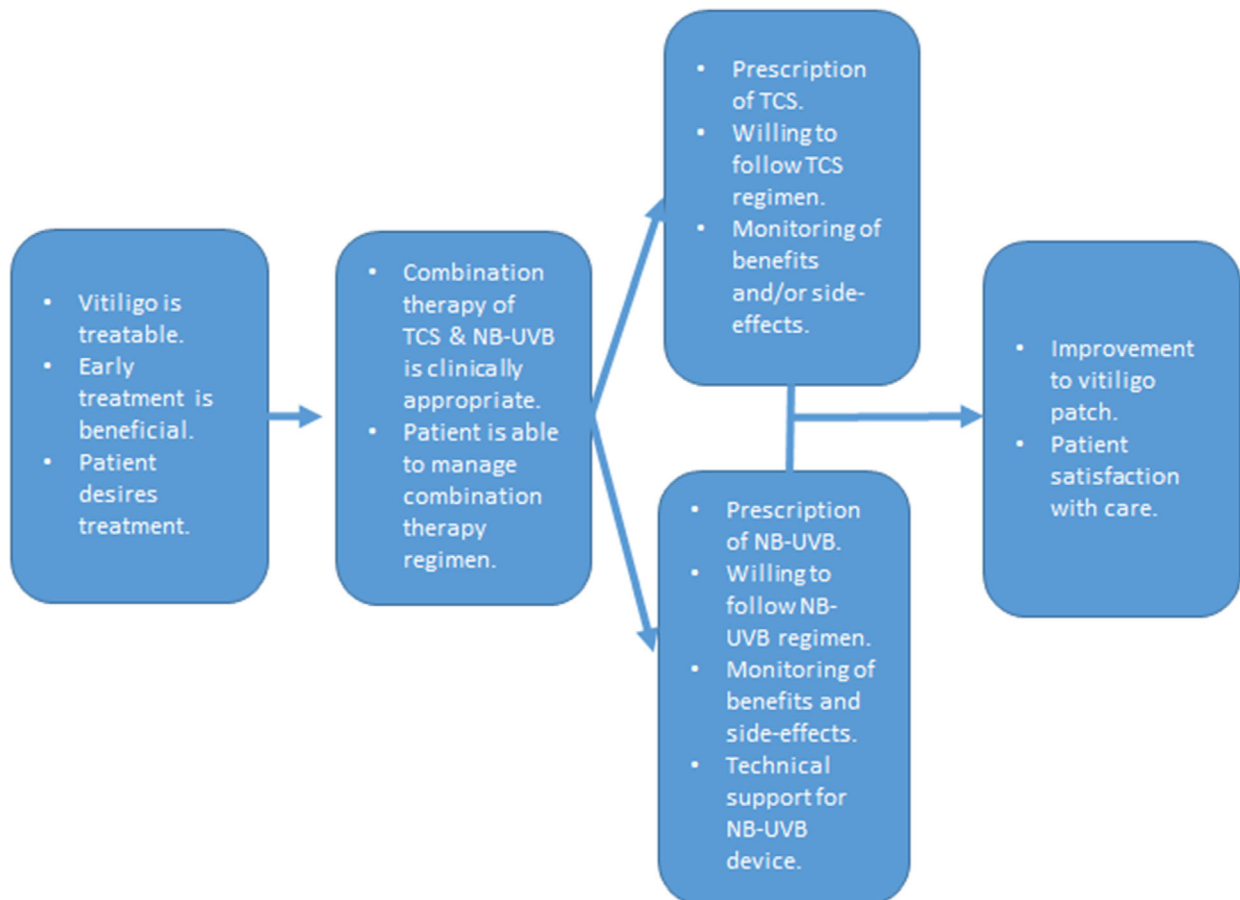 • Vitiligo is
treatable.
• Early
treatment is
beneficial.
• Patient
desires
treatment.
• Combination
therapy of
TCS & NB-UVB
is clinically
appropriate.
• Patient is able
to manage
combination
therapy
regimen.
• Prescription
of TCS.
• Willing to
follow TCS
regimen.
• Monitoring of
benefits
and/or side-
effects.
• Prescription
of NB-UVB.
• Willing to
follow NB-
UVB regimen.
• Monitoring of
benefits and
side-effects.
• Technical
support for
NB-UVB
device.
• Improvement
to vitiligo
patch.
• Patient
satisfaction
with care.